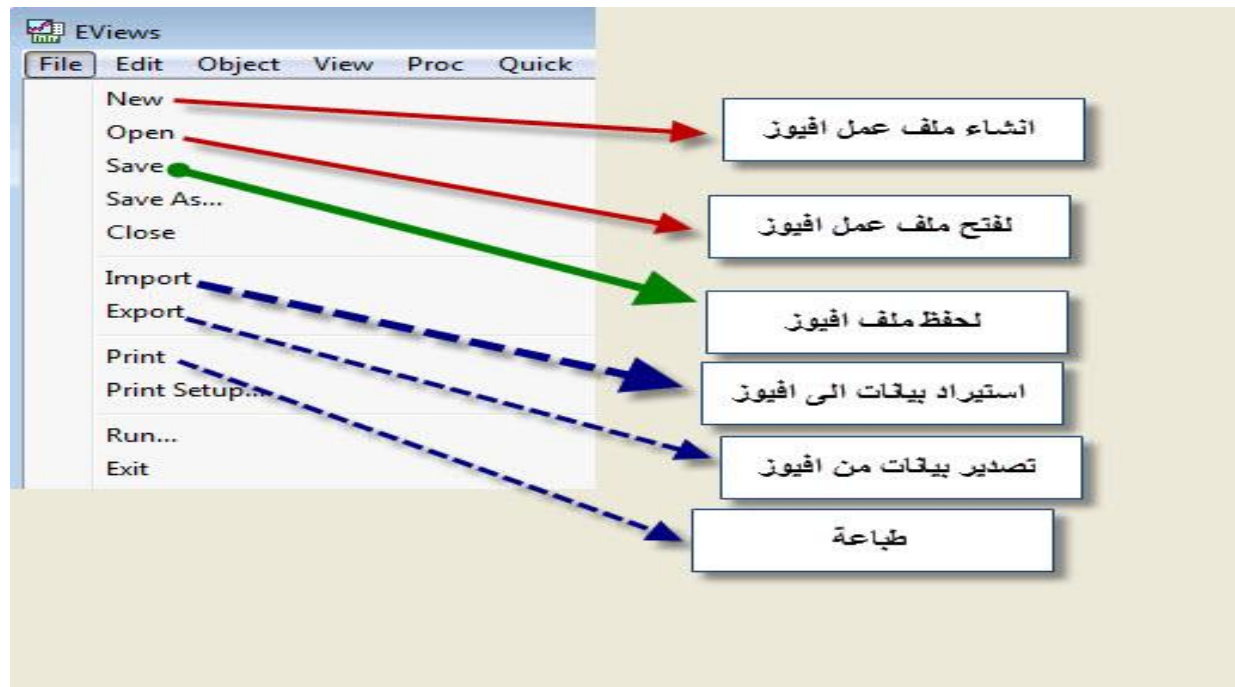 EViews
File Edit Object View Proc Quick
New
انشاء ملف عمل افيوز
Open
لفتح ملف عمل افيوز
Save
لحفظ ملف افيوز
Save As...
Close
Import
استيراد بيانات الى افيوز
Export
تصدير بيانات من افيوز
Print
طباعة
Print Setup...
Run...
Exit